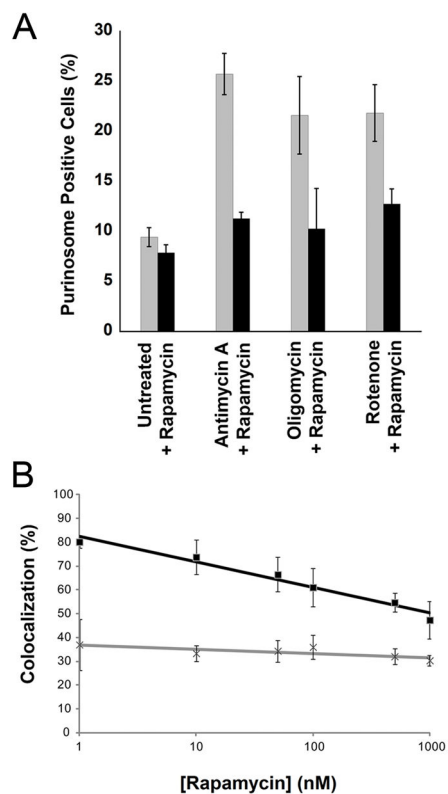 A
Purinosome Positive Cells (%)
30
25
20
15
10
5
0
Untreated
+ Rapamycin
Antimycin A
+ Rapamycin
Oligomycin
+ Rapamycin
Rotenone
+ Rapamycin
B
Colocalization (%)
100
90
80
70
60
50
40
30
20
10
0
1
10
100
1000
[Rapamycin] (nM)